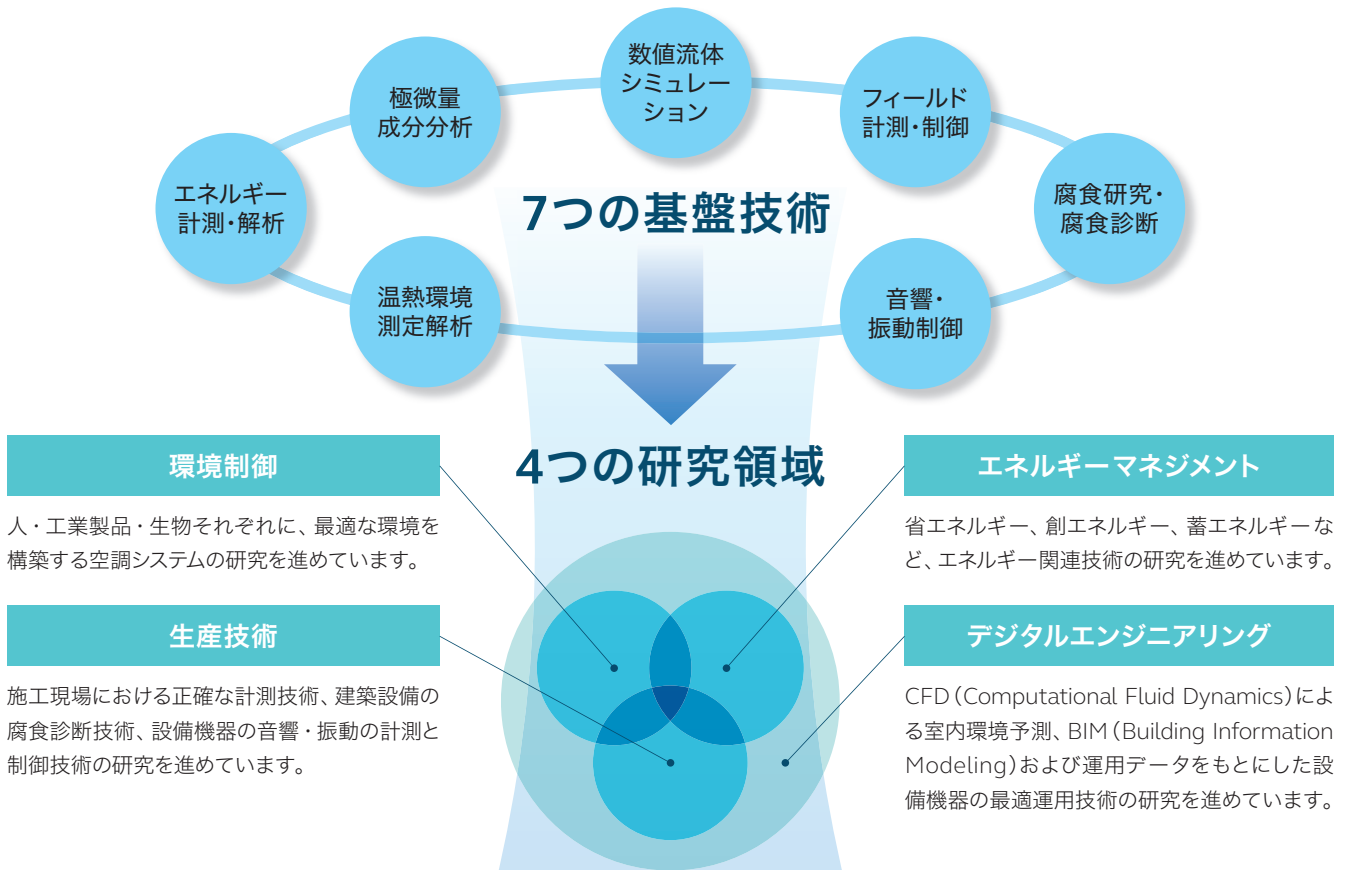 数値流体
シミュレー
ション
極微量
成分分析
フィールド
計測・制御
エネルギー
計測・解析
腐食研究・
腐食診断
7つの基盤技術
温熱環境
測定解析
音響・
振動制御
4つの研究領域
環境制御
人・工業製品・生物それぞれに、最適な環境を
構築する空調システムの研究を進めています。
エネルギーマネジメント
省エネルギー、創エネルギー、蓄エネルギーな
ど、エネルギー関連技術の研究を進めています。
生産技術
施工現場における正確な計測技術、建築設備の
腐食診断技術、設備機器の音響・振動の計測と
制御技術の研究を進めています。
デジタルエンジニアリング
CFD(Computational Fluid Dynamics)によ
る室内環境予測、BIM(Building Information
Modeling)および運用データをもとにした設
備機器の最適運用技術の研究を進めています。